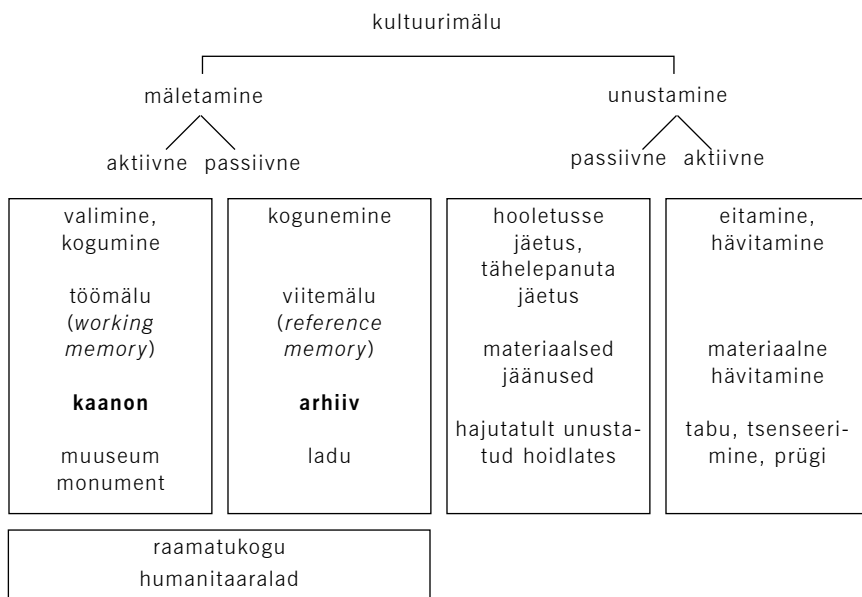 kultuurimälu
mäletamine
unustamine
aktiivne passiivne
passiivne aktiivne
valimine,
kogumine
töömälu
(working
memory)
kaanon
muuseum
monument
kogunemine
viitemälu
(reference
memory)
arhiiv
ladu
hooletusse
jäetus,
tähelepanuta
jäetus
materiaalsed
jäänused
hajutatult unusta-
tud hoidlates
eitamine,
hävitamine
materiaalne
hävitamine
tabu, tsenseeri-
mine, prügi
raamatukogu
humanitaaralad